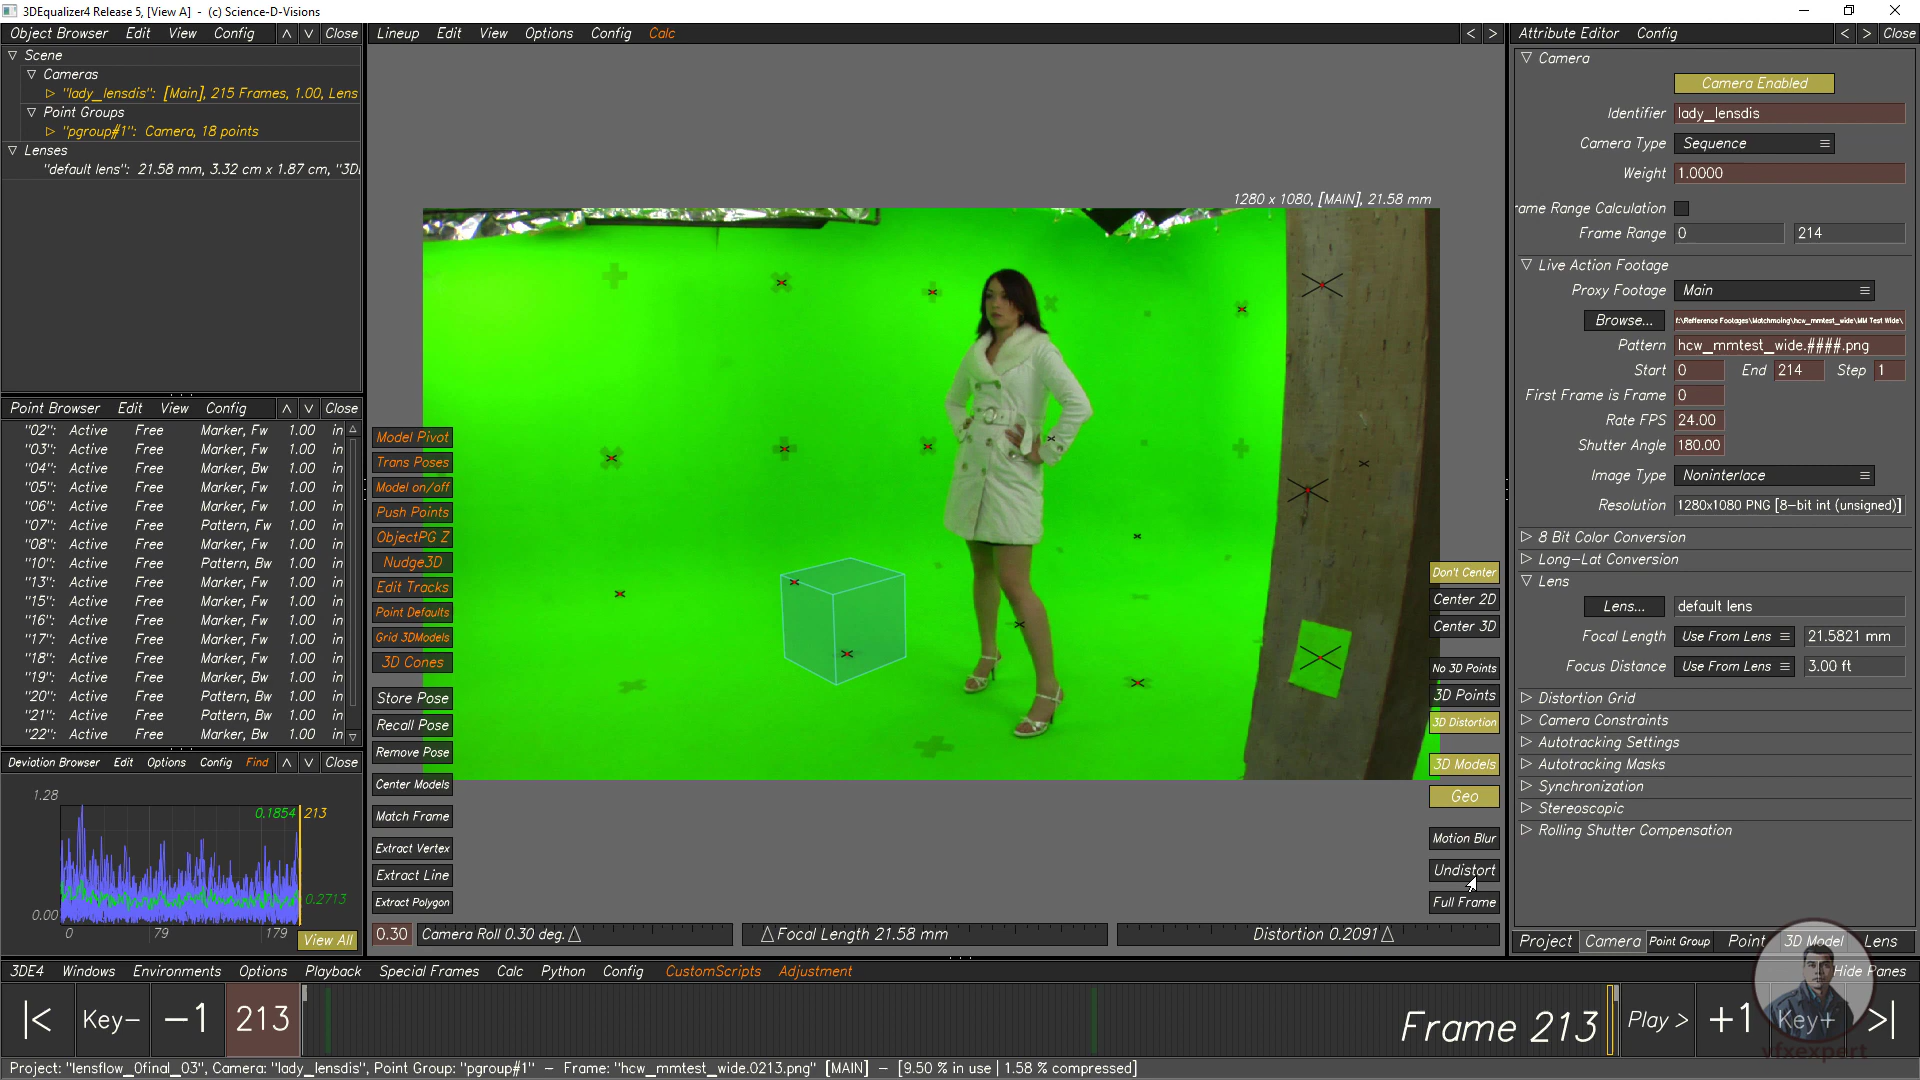 3DEqualizer4 Release 5, [View A]  -  (c) Science-D-Visions
Object Browser Edit View Config Close
Scene
Cameras
"lady_lensdis": [Main], 215 Frames, 1.00, Lens
Point Groups
"pgroup#1": Camera, 18 points
Lenses
"default lens": 21.58 mm, 3.32 cm x 1.87 cm, "3D
Point Browser Edit View Config Close
"02": Active Free Marker, Fw 1.00 in
"03": Active Free Marker, Fw 1.00 in
"04": Active Free Marker, Bw 1.00 in
"05": Active Free Marker, Fw 1.00 in
"06": Active Free Marker, Fw 1.00 in
"07": Active Free Pattern, Fw 1.00 in
"08": Active Free Marker, Fw 1.00 in
"10": Active Free Pattern, Bw 1.00 in
"13": Active Free Marker, Fw 1.00 in
"15": Active Free Marker, Fw 1.00 in
"16": Active Free Marker, Fw 1.00 in
"17": Active Free Marker, Fw 1.00 in
"18": Active Free Marker, Fw 1.00 in
"19": Active Free Marker, Bw 1.00 in
"20": Active Free Pattern, Bw 1.00 in
"21": Active Free Pattern, Bw 1.00 in
"22": Active Free Marker, Bw 1.00 in
Deviation Browser Edit Options Config Find Close
1.28
0.1854 213
0.2713
0.00
0 79 179 View All
Lineup Edit View Options Config Calc < >
1280 x 1080, [MAIN], 21.58 mm
Model Pivot
Trans Poses
Model on/off
Push Points
ObjectPG Z
Nudge3D
Edit Tracks
Point Defaults
Grid 3DModels
3D Cones
Store Pose
Recall Pose
Remove Pose
Center Models
Match Frame
Extract Vertex
Extract Line
Extract Polygon
Don't Center
Center 2D
Center 3D
No 3D Points
3D Points
3D Distortion
3D Models
Geo
Motion Blur
Undistort
Full Frame
0.30 Camera Roll 0.30 deg. Focal Length 21.58 mm Distortion 0.2091
Attribute Editor Config < > Close
Camera
Camera Enabled
Identifier lady_lensdis
Camera Type Sequence
Weight 1.0000
rame Range Calculation
Frame Range 0 214
Live Action Footage
Proxy Footage Main
Browse...
Pattern hcw_mmtest_wide.####.png
Start 0 End 214 Step 1
First Frame is Frame 0
Rate FPS 24.00
Shutter Angle 180.00
Image Type Noninterlace
Resolution 1280x1080 PNG [8-bit int (unsigned)]
8 Bit Color Conversion
Long-Lat Conversion
Lens
Lens... default lens
Focal Length Use From Lens 21.5821 mm
Focus Distance Use From Lens 3.00 ft
Distortion Grid
Camera Constraints
Autotracking Settings
Autotracking Masks
Synchronization
Stereoscopic
Rolling Shutter Compensation
Project Camera Point Group Point 3D Model Lens
3DE4 Windows Environments Options Playback Special Frames Calc Python Config CustomScripts Adjustment Hide Panes
|< Key- -1 213 Frame 213 Play > +1 Key+ >|
vfxexpert
Project: "lensflow_0final_03", Camera: "lady_lensdis", Point Group: "pgroup#1" - Frame: "hcw_mmtest_wide.0213.png" [MAIN] - [9.50 % in use | 1.58 % compressed]